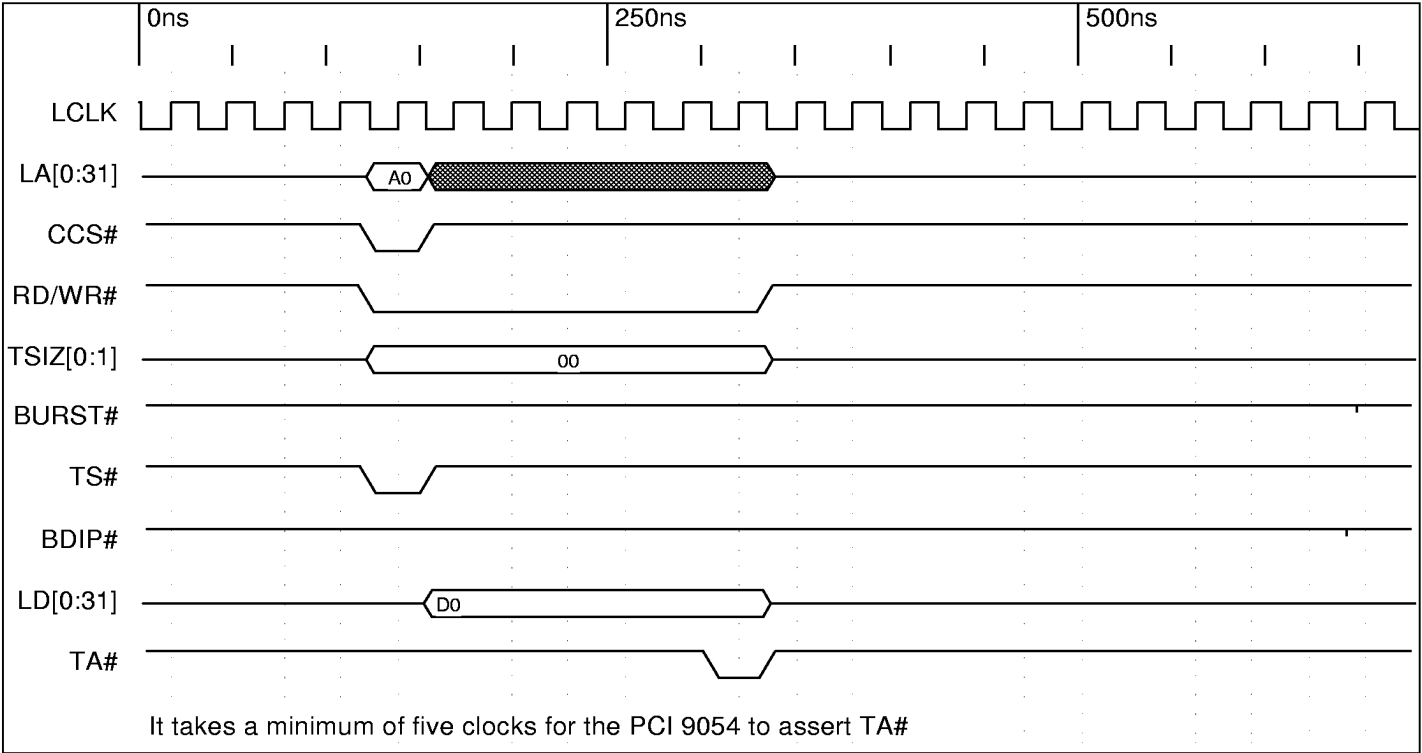 0ns 250ns 500ns
LCLK
LA[0:31] A0
CCS#
RD/WR#
TSIZ[0:1] 00
BURST#
TS#
BDIP#
LD[0:31] D0
TA#
It takes a minimum of five clocks for the PCI 9054 to assert TA#